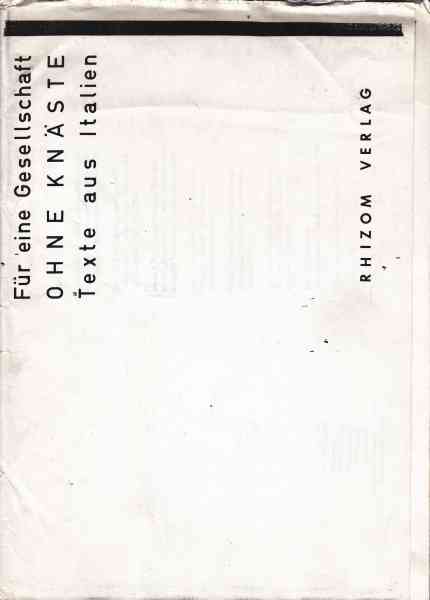 Für eine Gesellschaft
OHNE KNÄSTE
Texte aus Italien
RHIZOM VERLAG